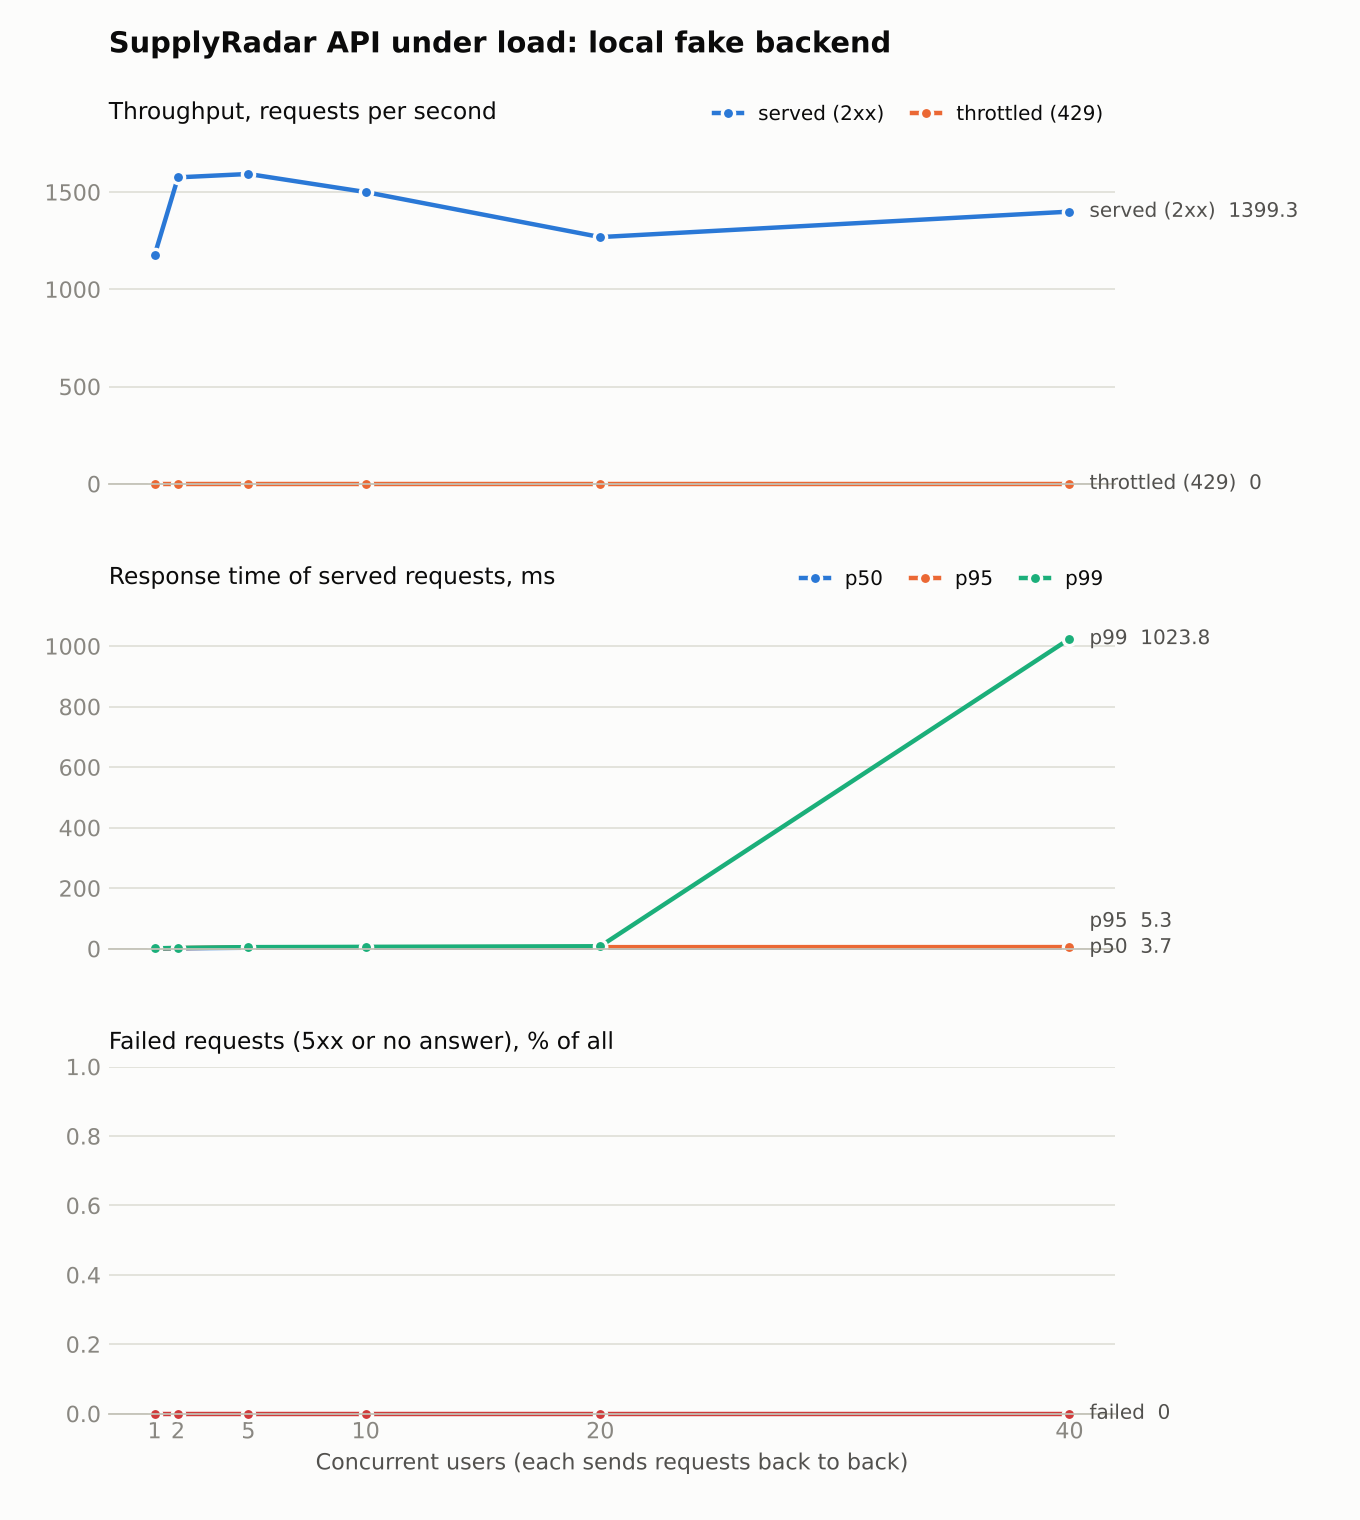 SupplyRadar API under load: local fake backend
Throughput, requests per second
served (2xx) throttled (429)
1500
served (2xx) 1399.3
1000
500
0
throttled (429) 0
Response time of served requests, ms
p50 p95 p99
1000
p99 1023.8
800
600
400
200
p95 5.3
0
p50 3.7
Failed requests (5xx or no answer), % of all
1.0
0.8
0.6
0.4
0.2
0.0
failed 0
1 2 5 10 20 40
Concurrent users (each sends requests back to back)